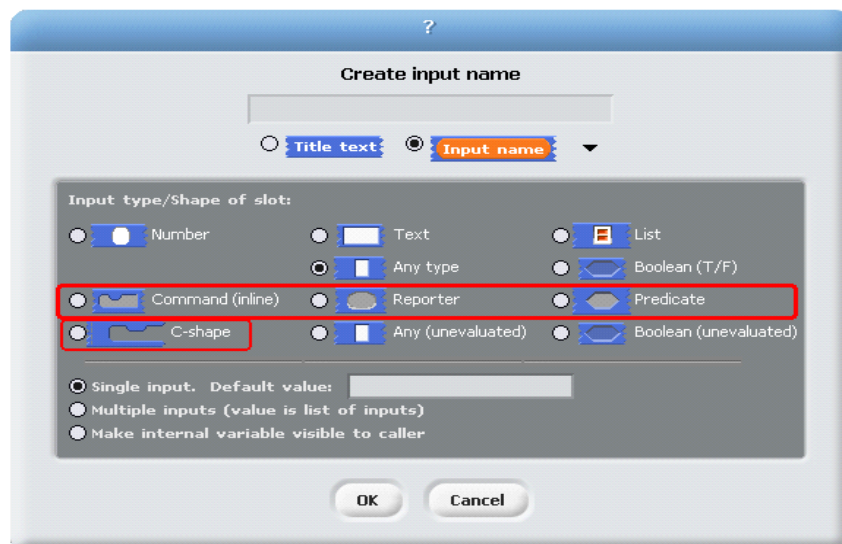 ?
Create input name
Title text Input name
Input type/Shape of slot:
Number Text List
Any type Boolean (T/F)
Command (inline) Reporter Predicate
C-shape Any (unevaluated) Boolean (unevaluated)
Single input. Default value:
Multiple inputs (value is list of inputs)
Make internal variable visible to caller
OK Cancel